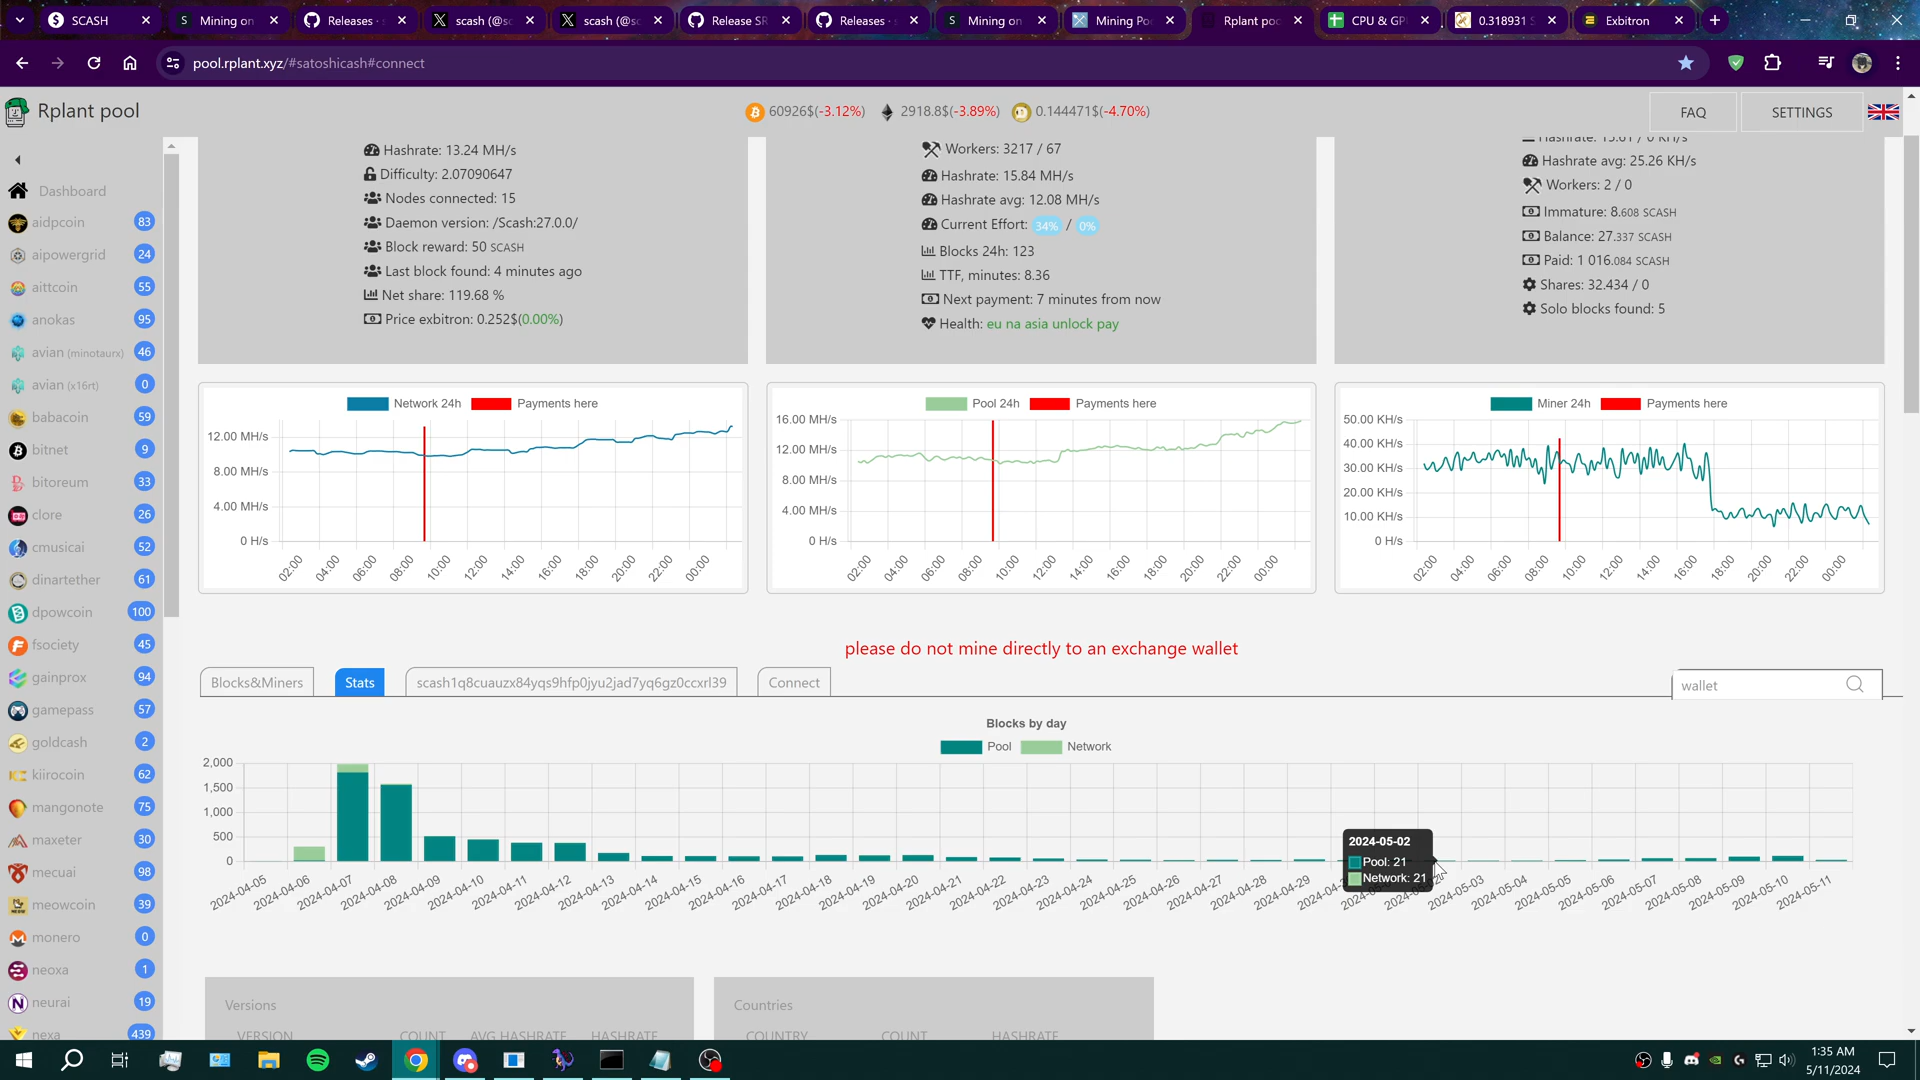 SCASH
Mining on
Releases · s
scash (@sc
scash (@sc
Release SR
Releases · s
Mining on
Mining Po
Rplant poo
CPU & GP
0.318931 S
Exbitron
pool.rplant.xyz/#satoshicash#connect
Rplant pool
60926$(-3.12%)
2918.8$(-3.89%)
0.144471$(-4.70%)
FAQ
SETTINGS
Dashboard
aidpcoin 83
aipowergrid 24
aittcoin 55
anokas 95
avian (minotaurx) 46
avian (x16rt) 0
babacoin 59
bitnet 9
bitoreum 33
clore 26
cmusicai 52
dinartether 61
dpowcoin 100
fsociety 45
gainprox 94
gamepass 57
goldcash 2
kiirocoin 62
mangonote 75
maxeter 30
mecuai 98
meowcoin 39
monero 0
neoxa 1
neurai 19
nexa 439
Hashrate: 13.24 MH/s
Difficulty: 2.07090647
Nodes connected: 15
Daemon version: /Scash:27.0.0/
Block reward: 50 SCASH
Last block found: 4 minutes ago
Net share: 119.68 %
Price exbitron: 0.252$(0.00%)
Workers: 3217 / 67
Hashrate: 15.84 MH/s
Hashrate avg: 12.08 MH/s
Current Effort: 34% / 0%
Blocks 24h: 123
TTF, minutes: 8.36
Next payment: 7 minutes from now
Health: eu na asia unlock pay
Hashrate: 13.61 / 0 KH/s
Hashrate avg: 25.26 KH/s
Workers: 2 / 0
Immature: 8.608 SCASH
Balance: 27.337 SCASH
Paid: 1 016.084 SCASH
Shares: 32.434 / 0
Solo blocks found: 5
Network 24h Payments here
12.00 MH/s
8.00 MH/s
4.00 MH/s
0 H/s
02:00 04:00 06:00 08:00 10:00 12:00 14:00 16:00 18:00 20:00 22:00 00:00
Pool 24h Payments here
16.00 MH/s
12.00 MH/s
8.00 MH/s
4.00 MH/s
0 H/s
02:00 04:00 06:00 08:00 10:00 12:00 14:00 16:00 18:00 20:00 22:00 00:00
Miner 24h Payments here
50.00 KH/s
40.00 KH/s
30.00 KH/s
20.00 KH/s
10.00 KH/s
0 H/s
02:00 04:00 06:00 08:00 10:00 12:00 14:00 16:00 18:00 20:00 22:00 00:00
please do not mine directly to an exchange wallet
Blocks&Miners
Stats
scash1q8cuauzx84yqs9hfp0jyu2jad7yq6gz0ccxrl39
Connect
wallet
Blocks by day
Pool Network
2,000
1,500
1,000
500
0
2024-05-02
Pool: 21
Network: 21
2024-04-05 2024-04-06 2024-04-07 2024-04-08 2024-04-09 2024-04-10 2024-04-11 2024-04-12 2024-04-13 2024-04-14 2024-04-15 2024-04-16 2024-04-17 2024-04-18 2024-04-19 2024-04-20 2024-04-21 2024-04-22 2024-04-23 2024-04-24 2024-04-25 2024-04-26 2024-04-27 2024-04-28 2024-04-29 2024-05-03 2024-05-04 2024-05-05 2024-05-06 2024-05-07 2024-05-08 2024-05-09 2024-05-10 2024-05-11
Versions
VERSION COUNT AVG HASHRATE HASHRATE
Countries
COUNTRY COUNT HASHRATE
1:35 AM
5/11/2024